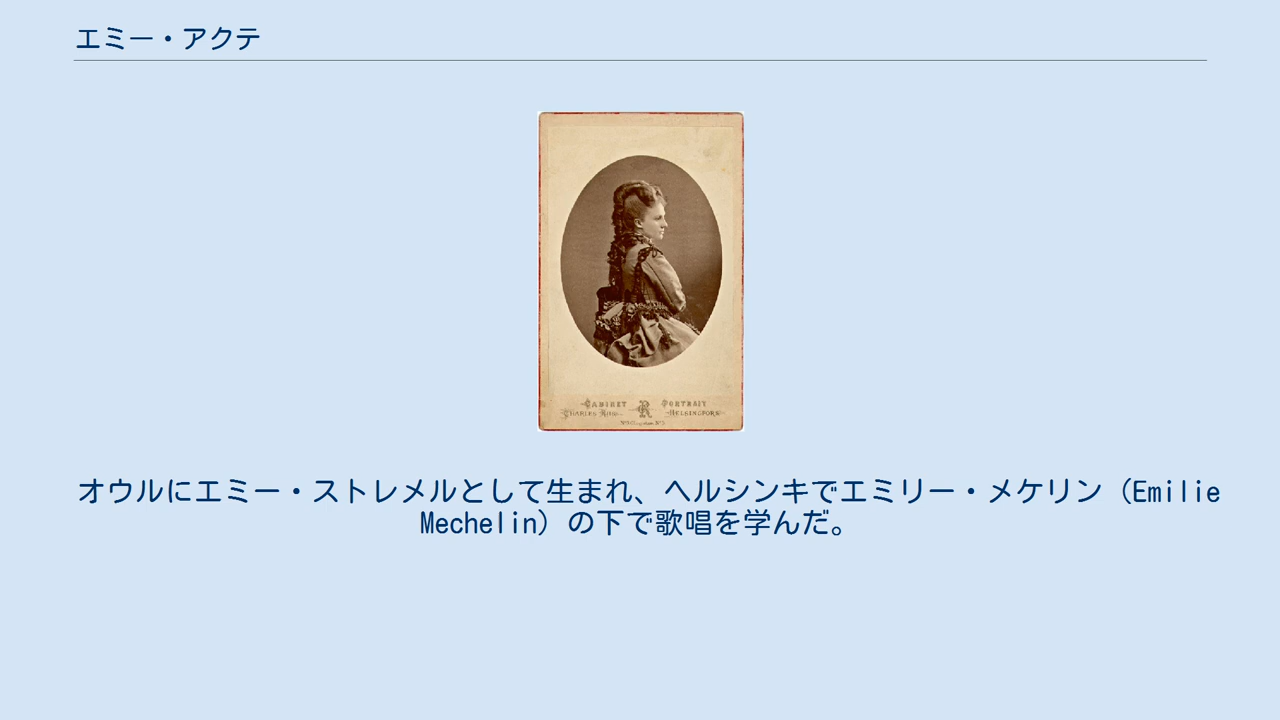 エミー・アクテ
CABINET PORTRAIT
CHARLES RIIS HELSINGFORS
オウルにエミー・ストレメルとして生まれ、ヘルシンキでエミリー・メケリン（Emilie
Mechelin）の下で歌唱を学んだ。